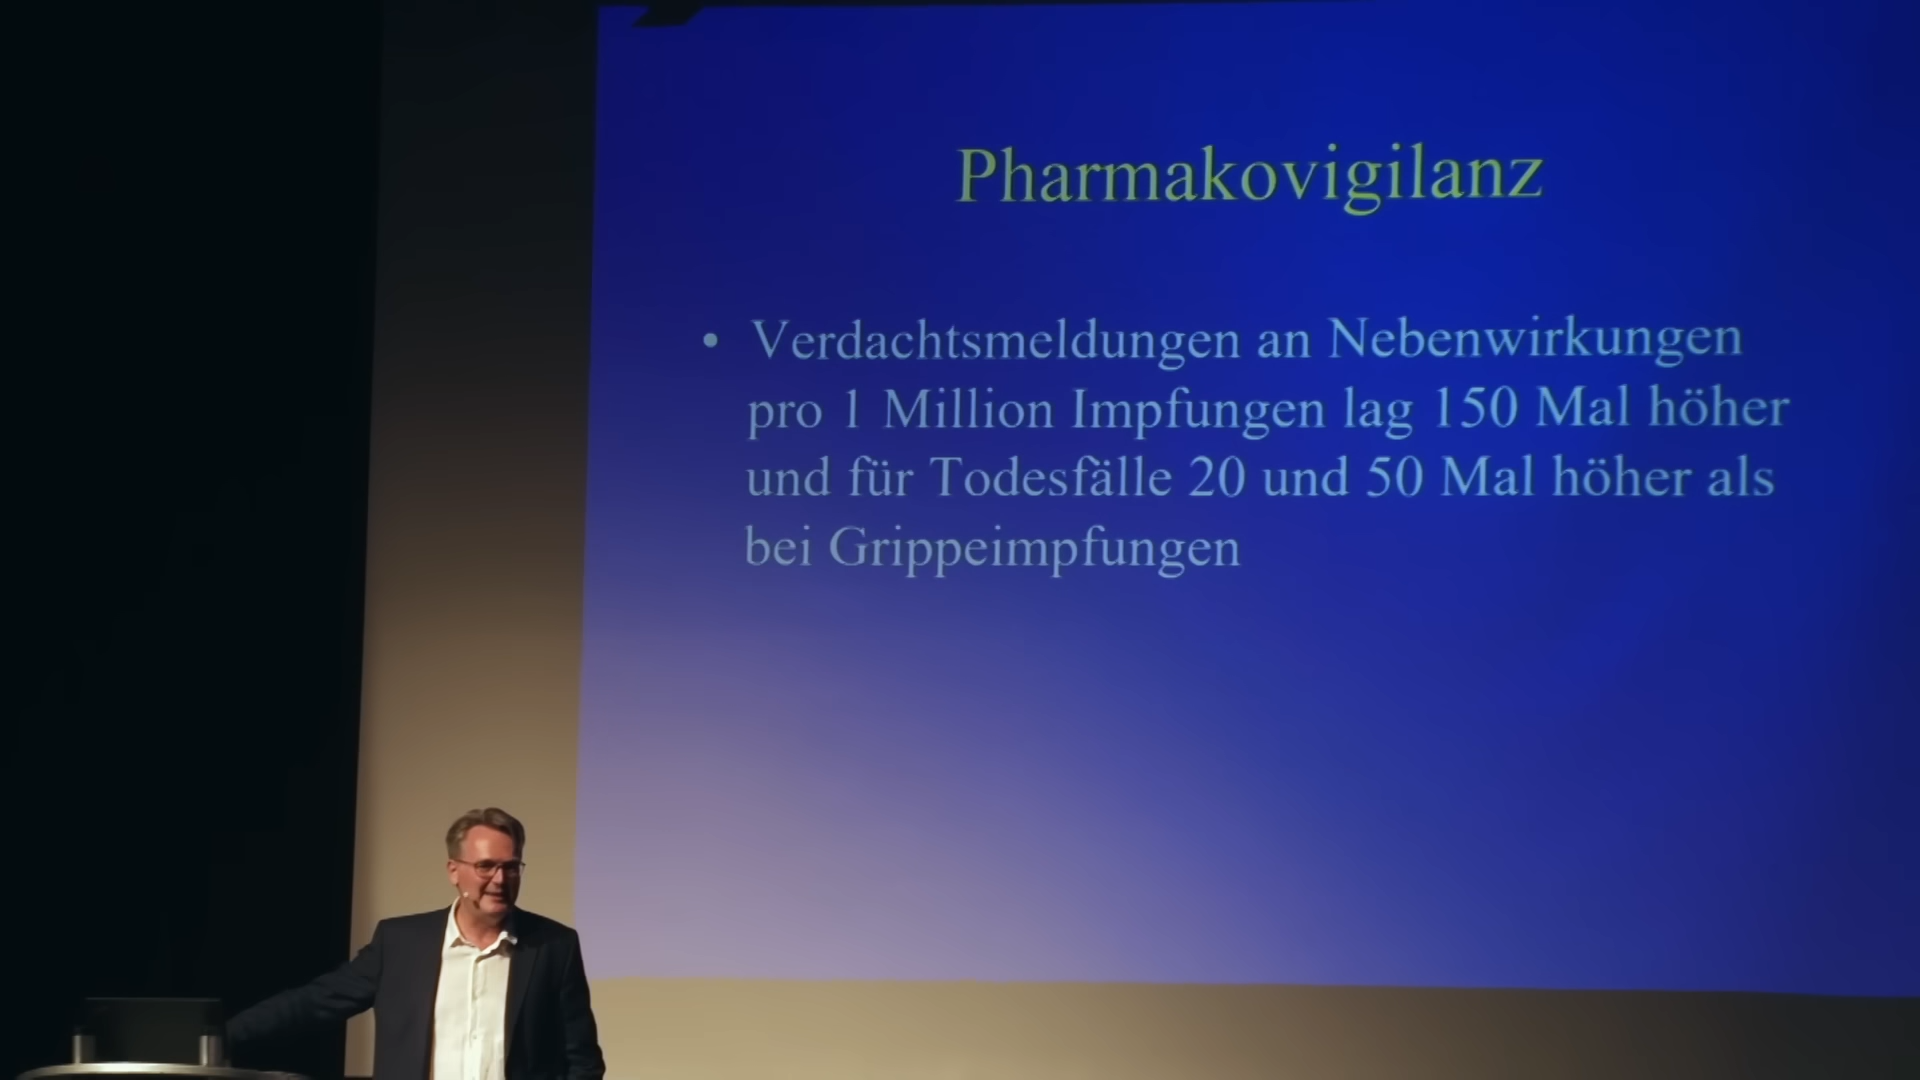 Pharmakovigilanz
• Verdachtsmeldungen an Nebenwirkungen
pro 1 Million Impfungen lag 150 Mal höher
und für Todesfälle 20 und 50 Mal höher als
bei Grippeimpfungen